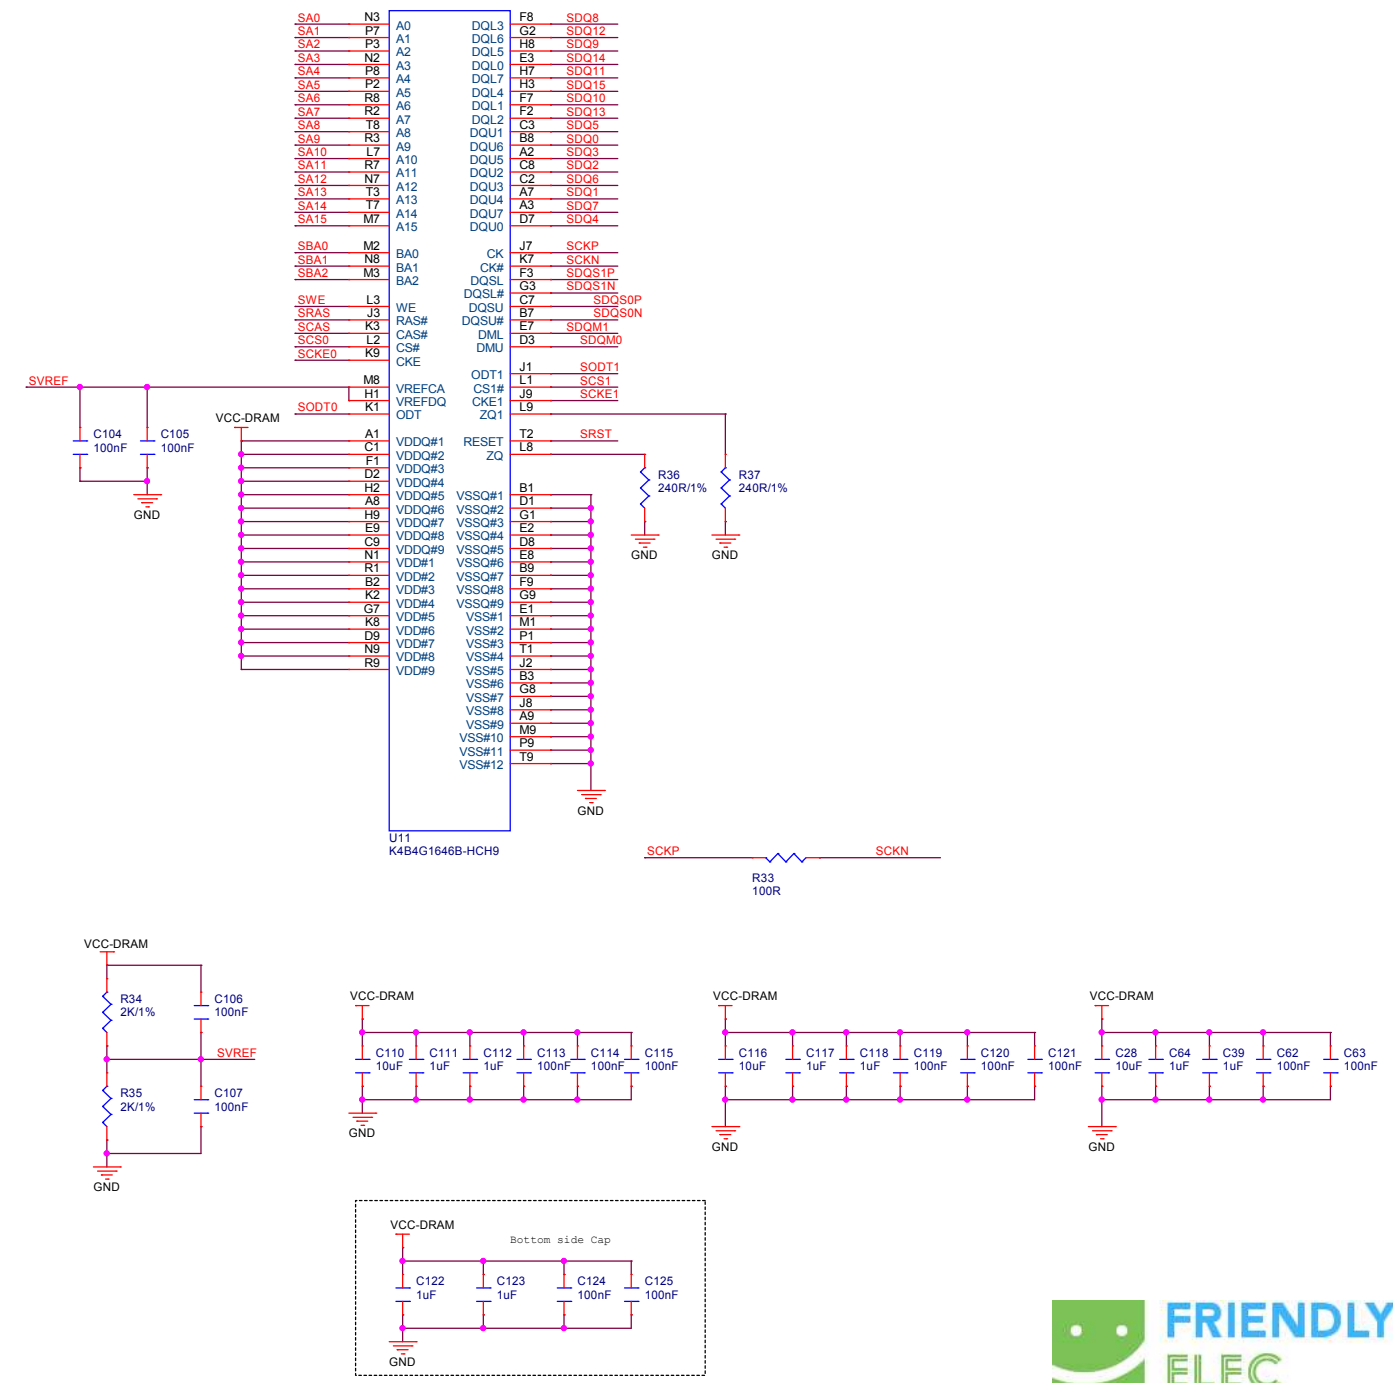 SA0 N3 A0 DQL3 F8 SDQ8
SA1 P7 A1 DQL6 G2 SDQ12
SA2 P3 A2 DQL5 H8 SDQ9
SA3 N2 A3 DQL0 E3 SDQ14
SA4 P8 A4 DQL7 H7 SDQ11
SA5 P2 A5 DQL4 H3 SDQ15
SA6 R8 A6 DQL1 F7 SDQ10
SA7 R2 A7 DQL2 F2 SDQ13
SA8 T8 A8 DQU1 C3 SDQ5
SA9 R3 A9 DQU6 B8 SDQ0
SA10 L7 A10 DQU5 A2 SDQ3
SA11 R7 A11 DQU2 C8 SDQ2
SA12 N7 A12 DQU3 C2 SDQ6
SA13 T3 A13 DQU4 A7 SDQ1
SA14 T7 A14 DQU7 A3 SDQ7
SA15 M7 A15 DQU0 D7 SDQ4
SBA0 M2 BA0 CK J7 SCKP
SBA1 N8 BA1 CK# K7 SCKN
SBA2 M3 BA2 DQSL F3 SDQS1P
DQSL# G3 SDQS1N
SWE L3 WE DQSU C7 SDQS0P
SRAS J3 RAS# DQSU# B7 SDQS0N
SCAS K3 CAS# DML E7 SDQM1
SCS0 L2 CS# DMU D3 SDQM0
SCKE0 K9 CKE
ODT1 J1 SODT1
SVREF M8 VREFCA CS1# L1 SCS1
H1 VREFDQ CKE1 J9 SCKE1
SODT0 K1 ODT ZQ1 L9
VCC-DRAM
C104 100nF
C105 100nF
GND
A1 VDDQ#1 RESET T2 SRST
C1 VDDQ#2 ZQ L8
F1 VDDQ#3
D2 VDDQ#4
H2 VDDQ#5 VSSQ#1 B1
A8 VDDQ#6 VSSQ#2 D1
H9 VDDQ#7 VSSQ#3 G1
E9 VDDQ#8 VSSQ#4 E2
C9 VDDQ#9 VSSQ#5 D8
N1 VDD#1 VSSQ#6 E8
R1 VDD#2 VSSQ#7 B9
B2 VDD#3 VSSQ#8 F9
K2 VDD#4 VSSQ#9 G9
G7 VDD#5 VSS#1 E1
K8 VDD#6 VSS#2 M1
D9 VDD#7 VSS#3 P1
N9 VDD#8 VSS#4 T1
R9 VDD#9 VSS#5 J2
VSS#6 B3
VSS#7 G8
VSS#8 J8
VSS#9 A9
VSS#10 M9
VSS#11 P9
VSS#12 T9
R36 240R/1%
R37 240R/1%
GND GND
GND
U11
K4B4G1646B-HCH9
SCKP SCKN
R33
100R
VCC-DRAM
R34 2K/1%
C106 100nF
SVREF
R35 2K/1%
C107 100nF
GND
VCC-DRAM
C110 C111 C112 C113 C114 C115
10uF 1uF 1uF 100nF 100nF 100nF
GND
VCC-DRAM
C116 C117 C118 C119 C120 C121
10uF 1uF 1uF 100nF 100nF 100nF
GND
VCC-DRAM
C28 C64 C39 C62 C63
10uF 1uF 1uF 100nF 100nF
GND
VCC-DRAM
Bottom side Cap
C122 C123 C124 C125
1uF 1uF 100nF 100nF
GND
FRIENDLY
ELEC